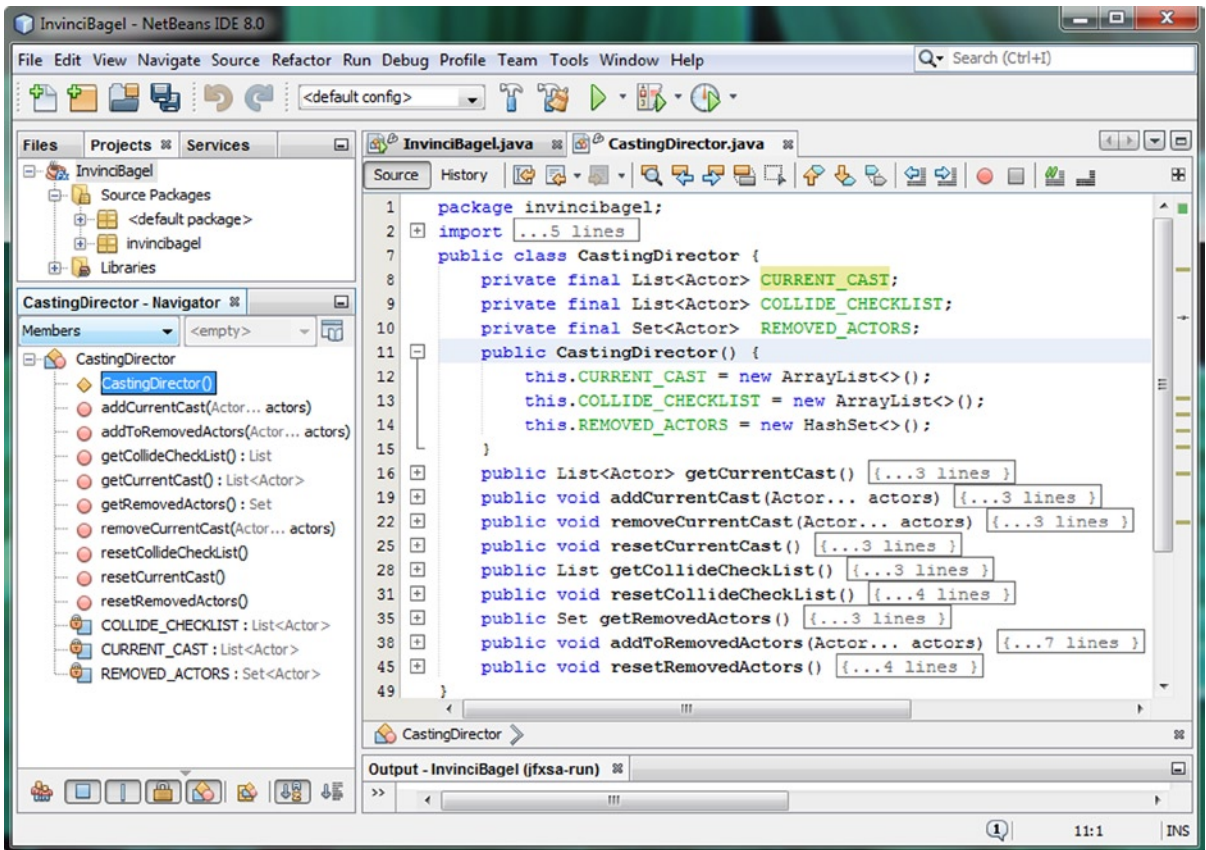 InvinciBagel - NetBeans IDE 8.0
File Edit View Navigate Source Refactor Run Debug Profile Team Tools Window Help
Search (Ctrl+I)
<default config>
Files Projects Services
InvinciBagel
Source Packages
<default package>
invincibagel
Libraries
CastingDirector - Navigator
Members <empty>
CastingDirector
CastingDirector()
addCurrentCast(Actor... actors)
addToRemovedActors(Actor... actors)
getCollideCheckList() : List
getCurrentCast() : List<Actor>
getRemovedActors() : Set
removeCurrentCast(Actor... actors)
resetCollideCheckList()
resetCurrentCast()
resetRemovedActors()
COLLIDE_CHECKLIST : List<Actor>
CURRENT_CAST : List<Actor>
REMOVED_ACTORS : Set<Actor>
InvinciBagel.java CastingDirector.java
Source History
1 package invincibagel;
2 import ...5 lines
7 public class CastingDirector {
8 private final List<Actor> CURRENT_CAST;
9 private final List<Actor> COLLIDE_CHECKLIST;
10 private final Set<Actor> REMOVED_ACTORS;
11 public CastingDirector() {
12 this.CURRENT_CAST = new ArrayList<>();
13 this.COLLIDE_CHECKLIST = new ArrayList<>();
14 this.REMOVED_ACTORS = new HashSet<>();
15 }
16 public List<Actor> getCurrentCast() {...3 lines }
19 public void addCurrentCast(Actor... actors) {...3 lines }
22 public void removeCurrentCast(Actor... actors) {...3 lines }
25 public void resetCurrentCast() {...3 lines }
28 public List getCollideCheckList() {...3 lines }
31 public void resetCollideCheckList() {...4 lines }
35 public Set getRemovedActors() {...3 lines }
38 public void addToRemovedActors(Actor... actors) {...7 lines }
45 public void resetRemovedActors() {...4 lines }
49 }
CastingDirector
Output - InvinciBagel (jfxsa-run)
>>
1 11:1 INS